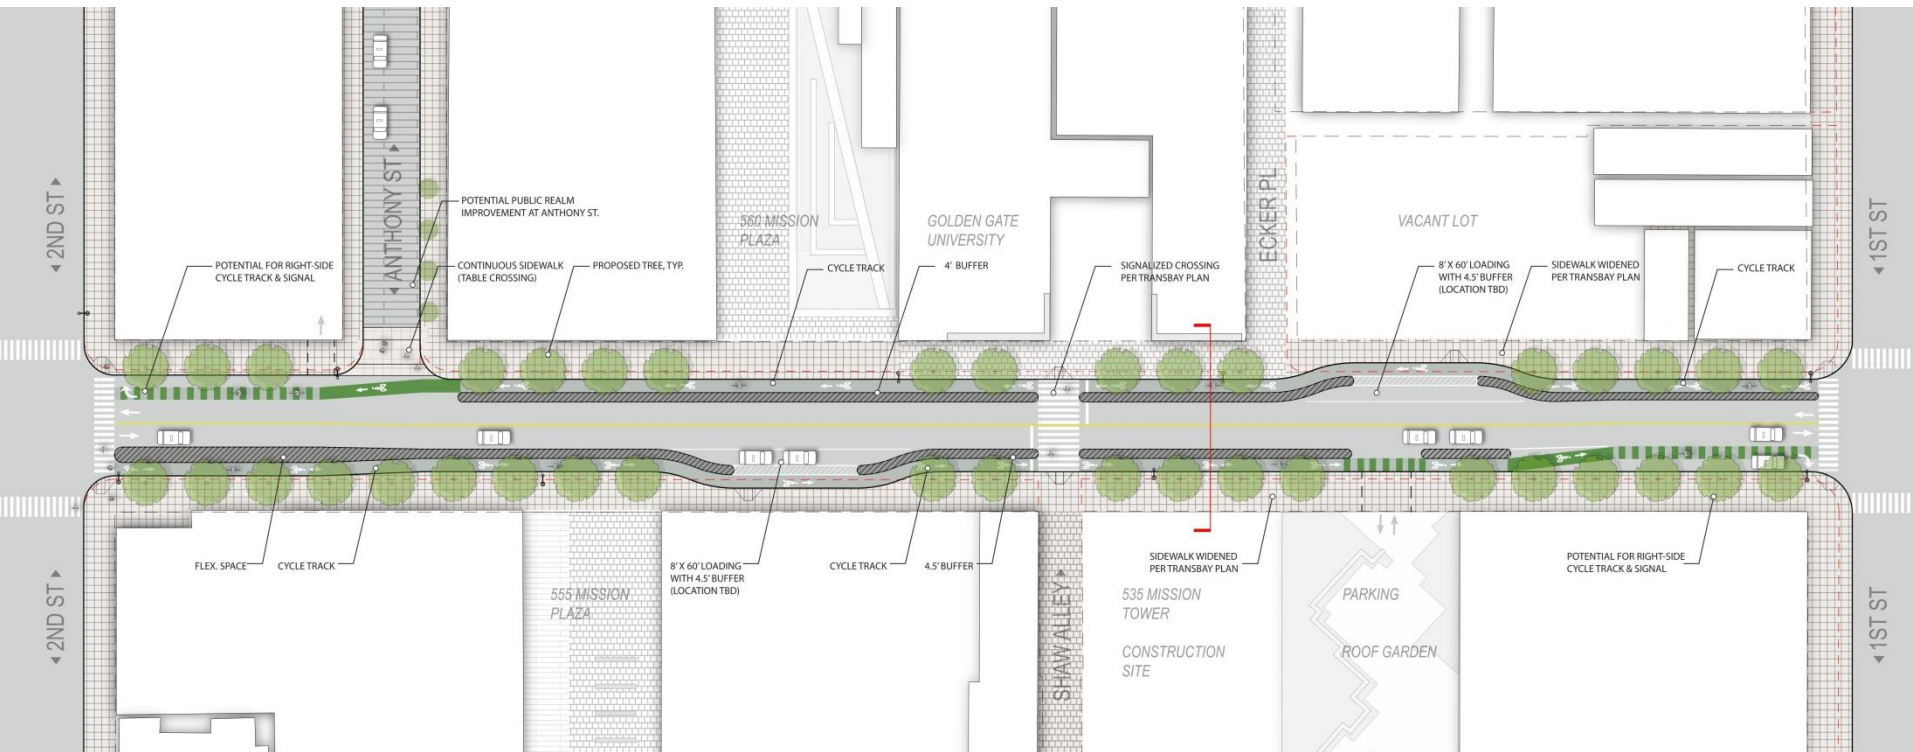 2ND ST
ANTHONY ST
POTENTIAL PUBLIC REALM
IMPROVEMENT AT ANTHONY ST.
560 MISSION
PLAZA
GOLDEN GATE
UNIVERSITY
ECKER PL
VACANT LOT
1ST ST
POTENTIAL FOR RIGHT-SIDE
CYCLE TRACK & SIGNAL
CONTINUOUS SIDEWALK
(TABLE CROSSING)
PROPOSED TREE, TYP.
CYCLE TRACK
4' BUFFER
SIGNALIZED CROSSING
PER TRANSBAY PLAN
8' X 60' LOADING
WITH 4.5' BUFFER
(LOCATION TBD)
SIDEWALK WIDENED
PER TRANSBAY PLAN
CYCLE TRACK
FLEX. SPACE
CYCLE TRACK
8' X 60' LOADING
WITH 4.5' BUFFER
(LOCATION TBD)
CYCLE TRACK
4.5' BUFFER
SIDEWALK WIDENED
PER TRANSBAY PLAN
POTENTIAL FOR RIGHT-SIDE
CYCLE TRACK & SIGNAL
2ND ST
555 MISSION
PLAZA
SHAW ALLEY
535 MISSION
TOWER
CONSTRUCTION
SITE
PARKING
ROOF GARDEN
1ST ST